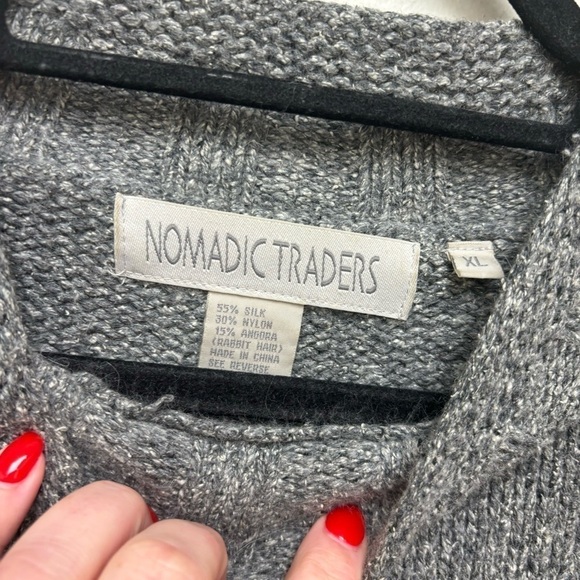 NOMADIC TRADERS
XL
55% SILK
30% NYLON
15% ANGORA
(RABBIT HAIR)
MADE IN CHINA
SEE REVERSE